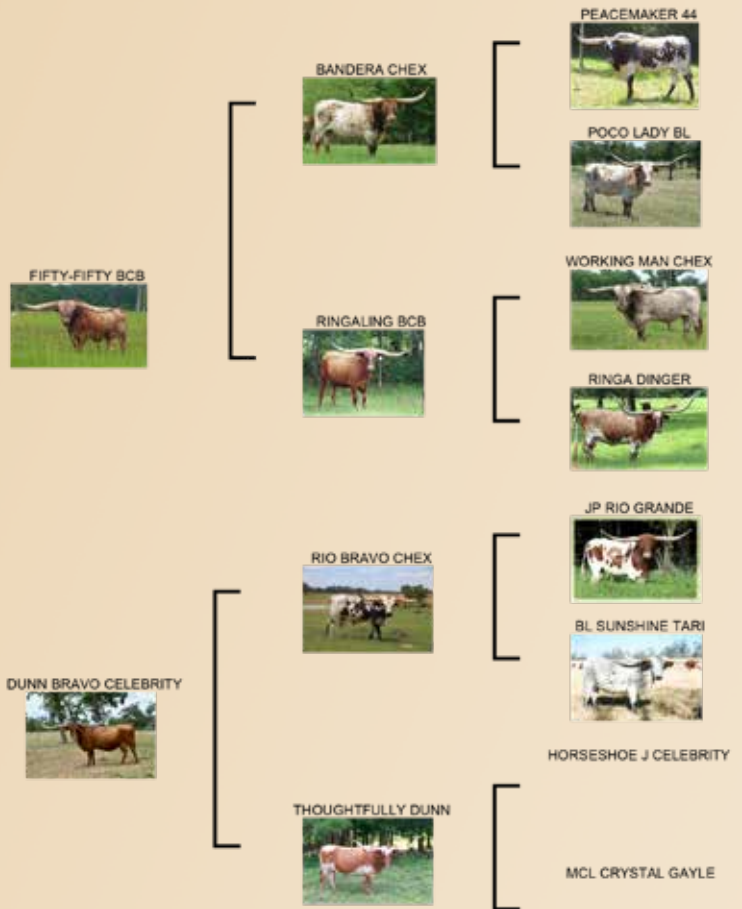 PEACEMAKER 44
BANDERA CHEX
POCO LADY BL
FIFTY-FIFTY BCB
WORKING MAN CHEX
RINGALING BCB
RINGA DINGER
JP RIO GRANDE
RIO BRAVO CHEX
BL SUNSHINE TARI
DUNN BRAVO CELEBRITY
HORSESHOE J CELEBRITY
THOUGHTFULLY DUNN
MCL CRYSTAL GAYLE